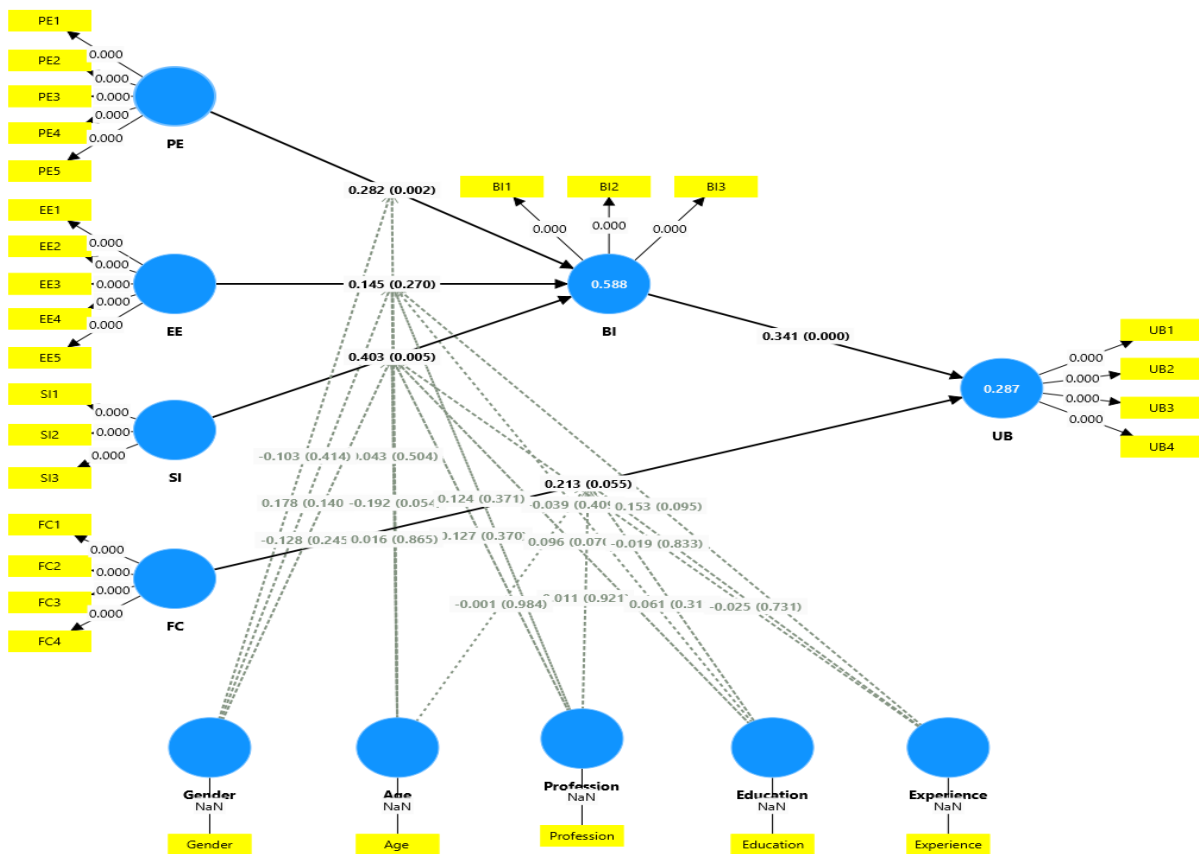 PE1
PE2
PE3
PE4
PE5
0.000
0.000
0.000
0.000
0.000
PE
EE1
EE2
EE3
EE4
EE5
0.000
0.000
0.000
0.000
0.000
EE
SI1
SI2
SI3
0.000
0.000
0.000
SI
FC1
FC2
FC3
FC4
0.000
0.000
0.000
0.000
FC
0.282 (0.002)
0.145 (0.270)
0.403 (0.005)
BI1
BI2
BI3
0.000
0.000
0.000
0.588
BI
0.341 (0.000)
0.213 (0.055)
0.287
UB
0.000
0.000
0.000
0.000
UB1
UB2
UB3
UB4
-0.103 (0.414)
0.043 (0.504)
0.178 (0.140
-0.192 (0.054
0.124 (0.371)
-0.039 (0.409
0.153 (0.095)
-0.128 (0.245
0.016 (0.865)
0.127 (0.370)
0.096 (0.070
-0.019 (0.833)
-0.001 (0.984)
0.011 (0.921)
0.061 (0.31
-0.025 (0.731)
Gender
NaN
Gender
Age
NaN
Age
Profession
NaN
Profession
Education
NaN
Education
Experience
NaN
Experience